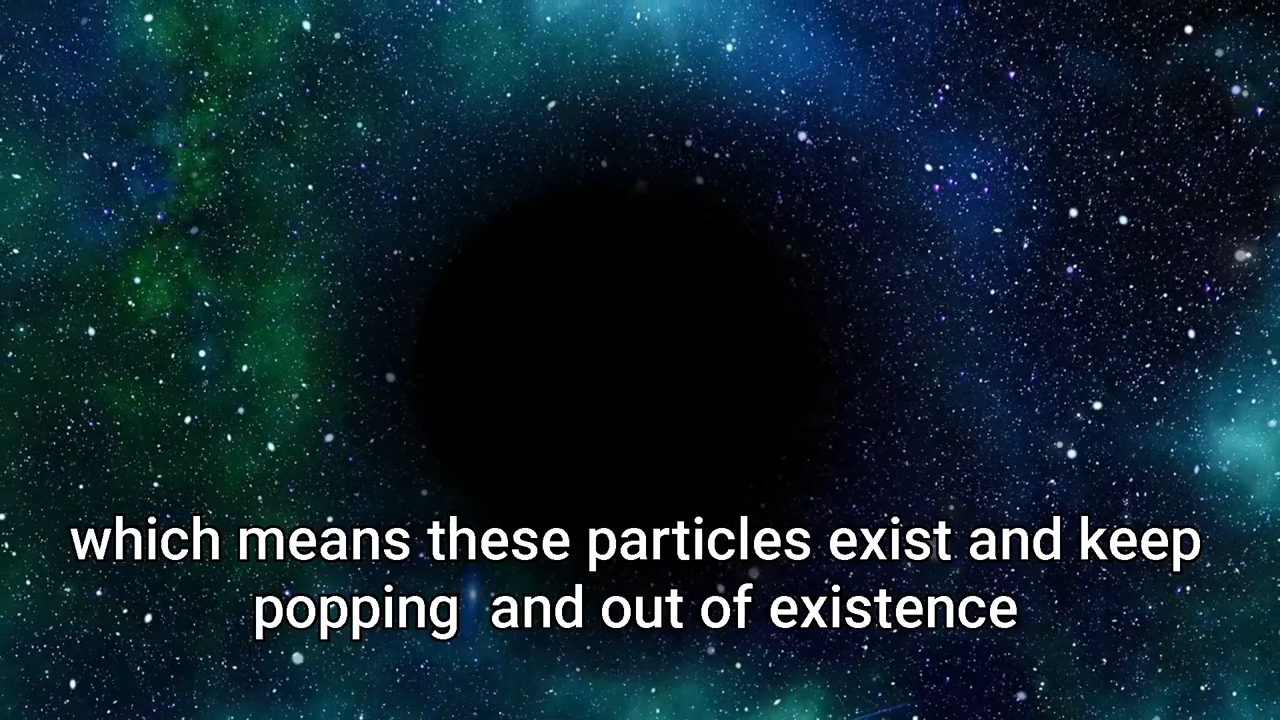 which means these particles exist and keep
popping  and out of existence